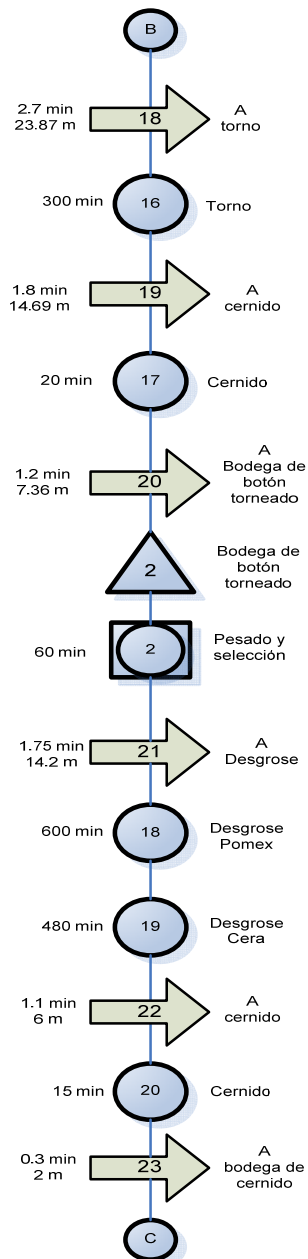 B
2.7 min
23.87 m
18
A
torno
300 min
16
Torno
1.8 min
14.69 m
19
A
cernido
20 min
17
Cernido
1.2 min
7.36 m
20
A
Bodega de
botón
torneado
2
Bodega de
botón
torneado
60 min
2
Pesado y
selección
1.75 min
14.2 m
21
A
Desgrose
600 min
18
Desgrose
Pomex
480 min
19
Desgrose
Cera
1.1 min
6 m
22
A
cernido
15 min
20
Cernido
0.3 min
2 m
23
A
bodega de
cernido
C